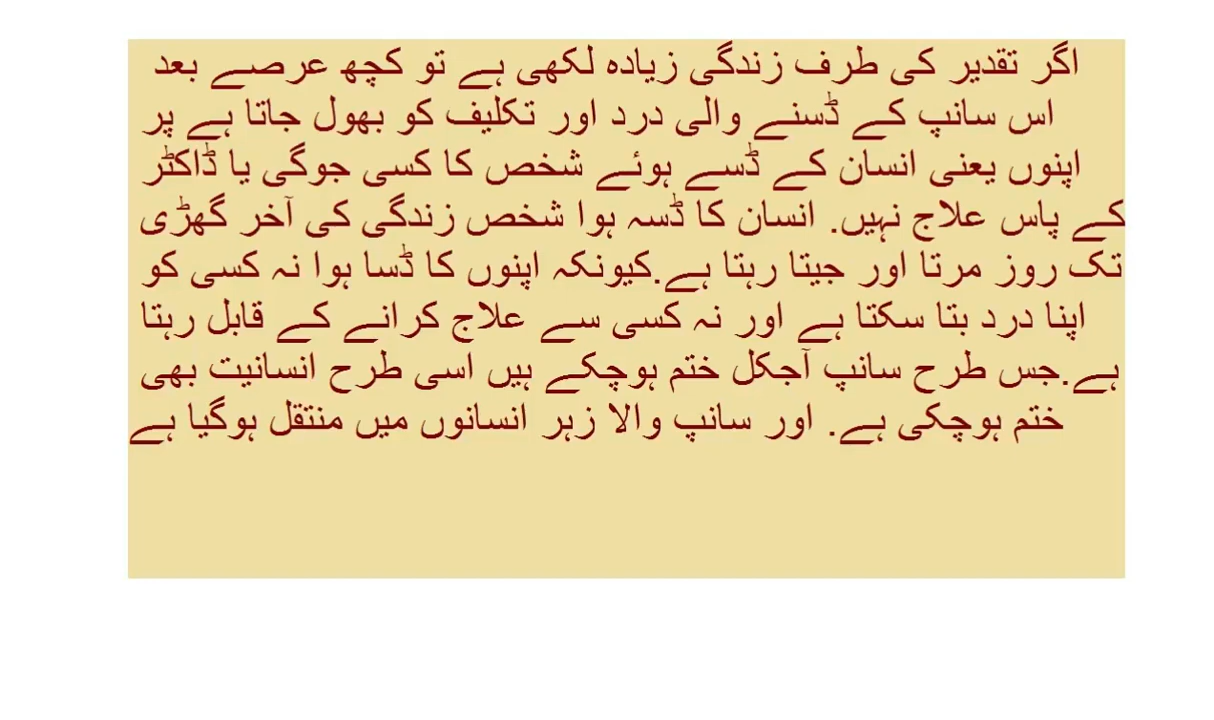 اگر تقدیر کی طرف زندگی زیادہ لکھی ہے تو کچھ عرصے بعد
اس سانپ کے ڈسنے والی درد اور تکلیف کو بھول جاتا ہے پر
اپنوں یعنی انسان کے ڈسے ہوئے شخص کا کسی جوگی یا ڈاکٹر
کے پاس علاج نہیں. انسان کا ڈسہ ہوا شخص زندگی کی آخر گھڑی
تک روز مرتا اور جیتا رہتا ہے.کیونکہ اپنوں کا ڈسا ہوا نہ کسی کو
اپنا درد بتا سکتا ہے اور نہ کسی سے علاج کرانے کے قابل رہتا
ہے.جس طرح سانپ آجکل ختم ہوچکے ہیں اسی طرح انسانیت بھی
ختم ہوچکی ہے. اور سانپ والا زہر انسانوں میں منتقل ہوگیا ہے